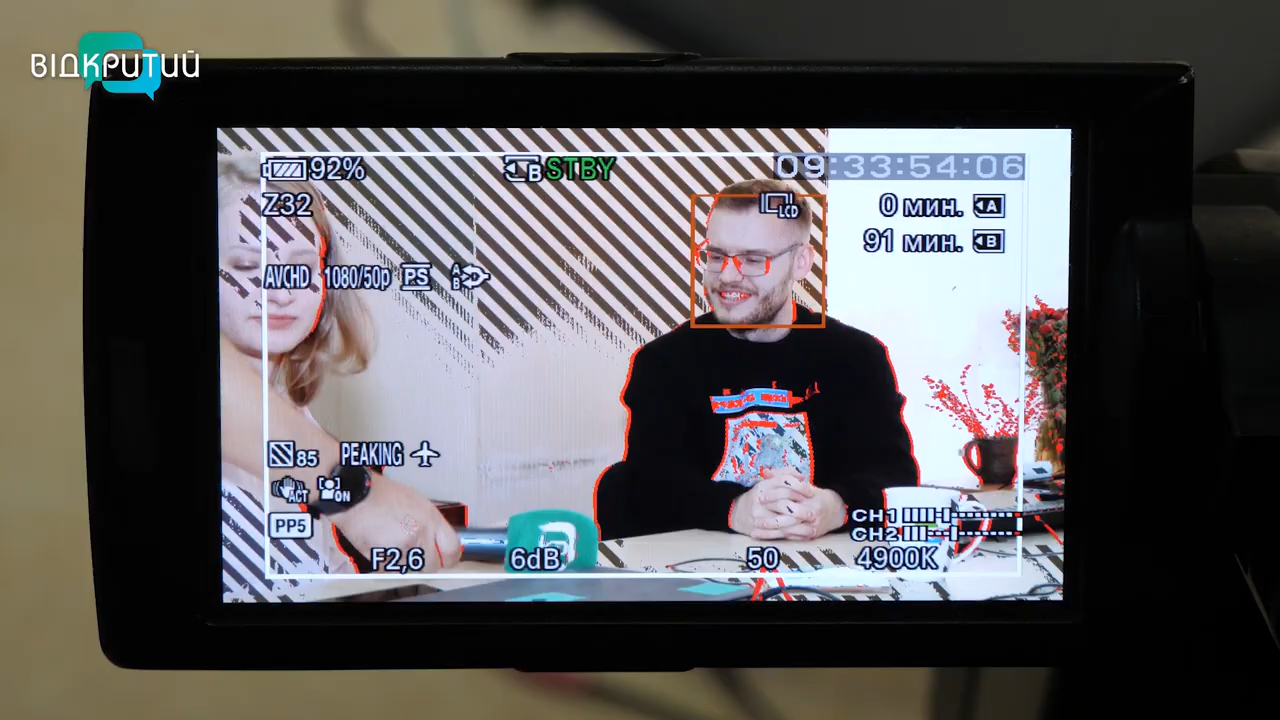 ВІДКРИТИЙ
92%
B STBY
09:33:54:06
Z32
LCD
0 мин. A
91 мин. B
AVCHD 1080/50p PS A B
85 PEAKING
ACT ON
PP5
CH1
CH2
F2,6 6dB 50 4900K